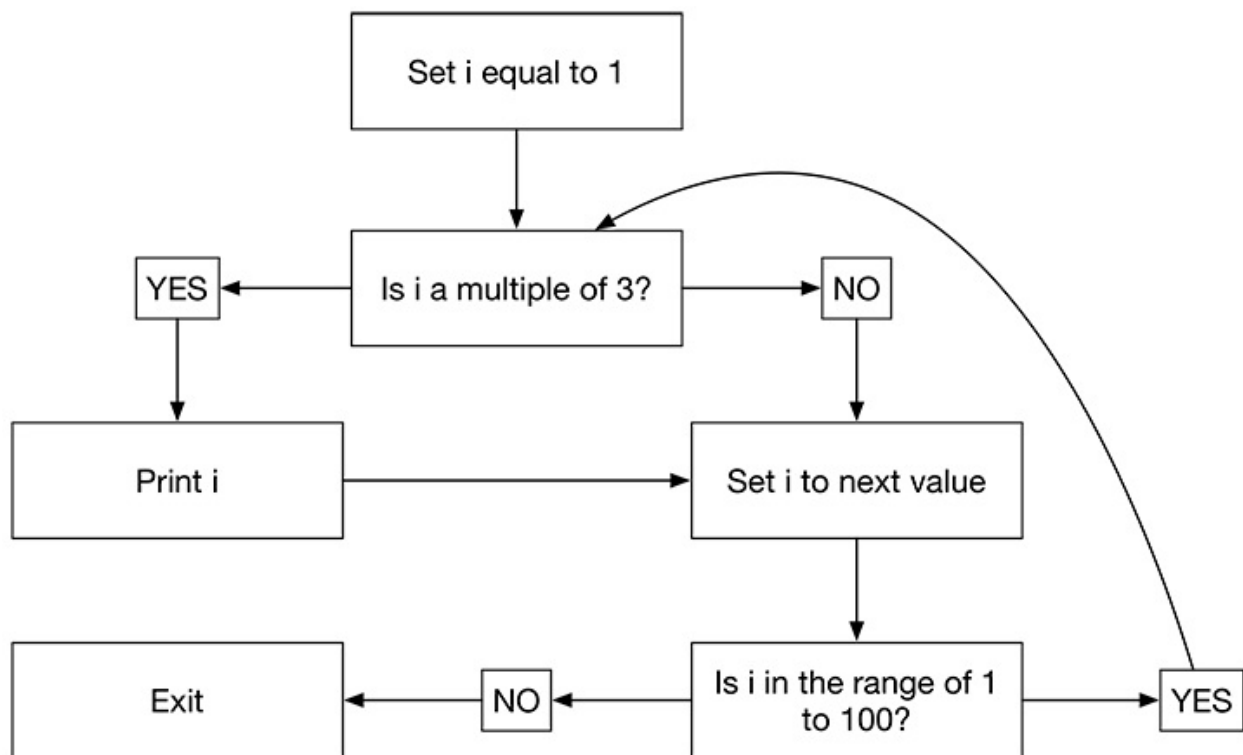 Set i equal to 1
Is i a multiple of 3?
YES
NO
Print i
Set i to next value
Is i in the range of 1
to 100?
NO
Exit
YES